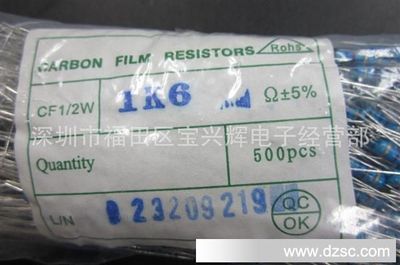 CARBON FILM RESISTORS Rohs
CF1/2W 1K6 Ω±5%
深圳市福田区宝兴辉电子经营部
Quantity 500pcs
L/N 23209219 QC OK
www.dzsc.com